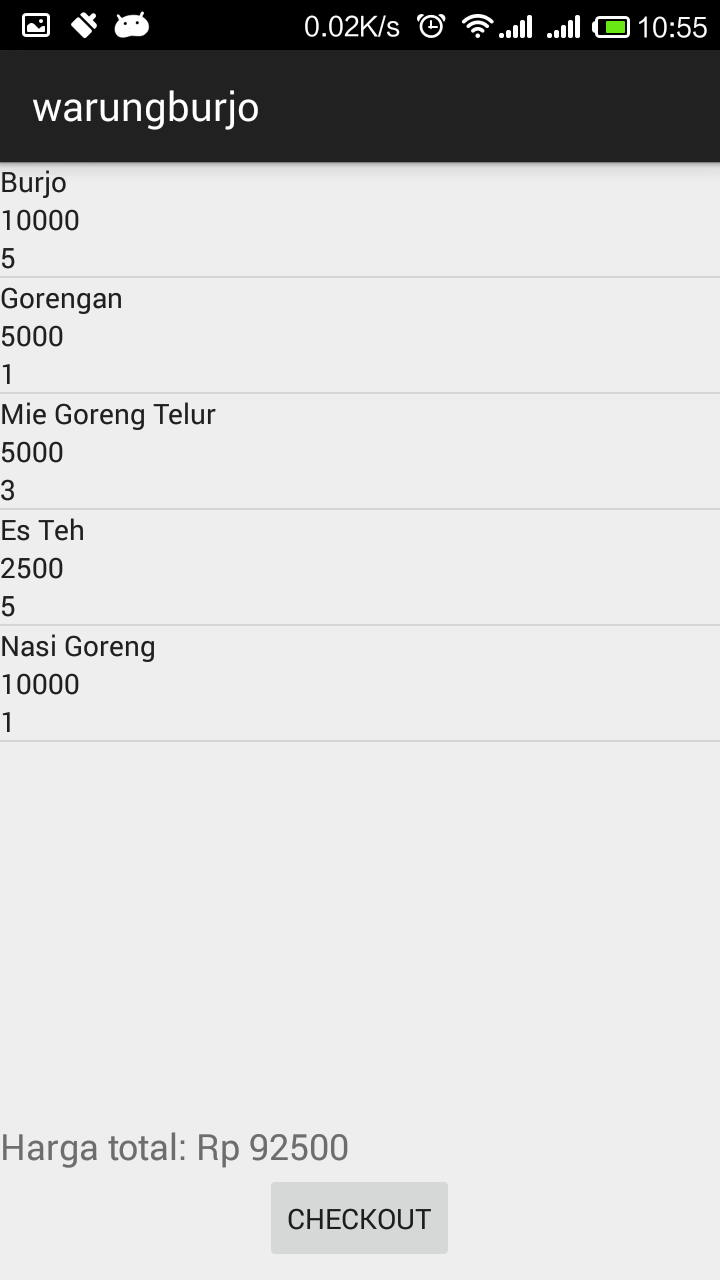 0.02K/s 10:55
warungburjo
Burjo
10000
5
Gorengan
5000
1
Mie Goreng Telur
5000
3
Es Teh
2500
5
Nasi Goreng
10000
1
Harga total: Rp 92500
CHECKOUT